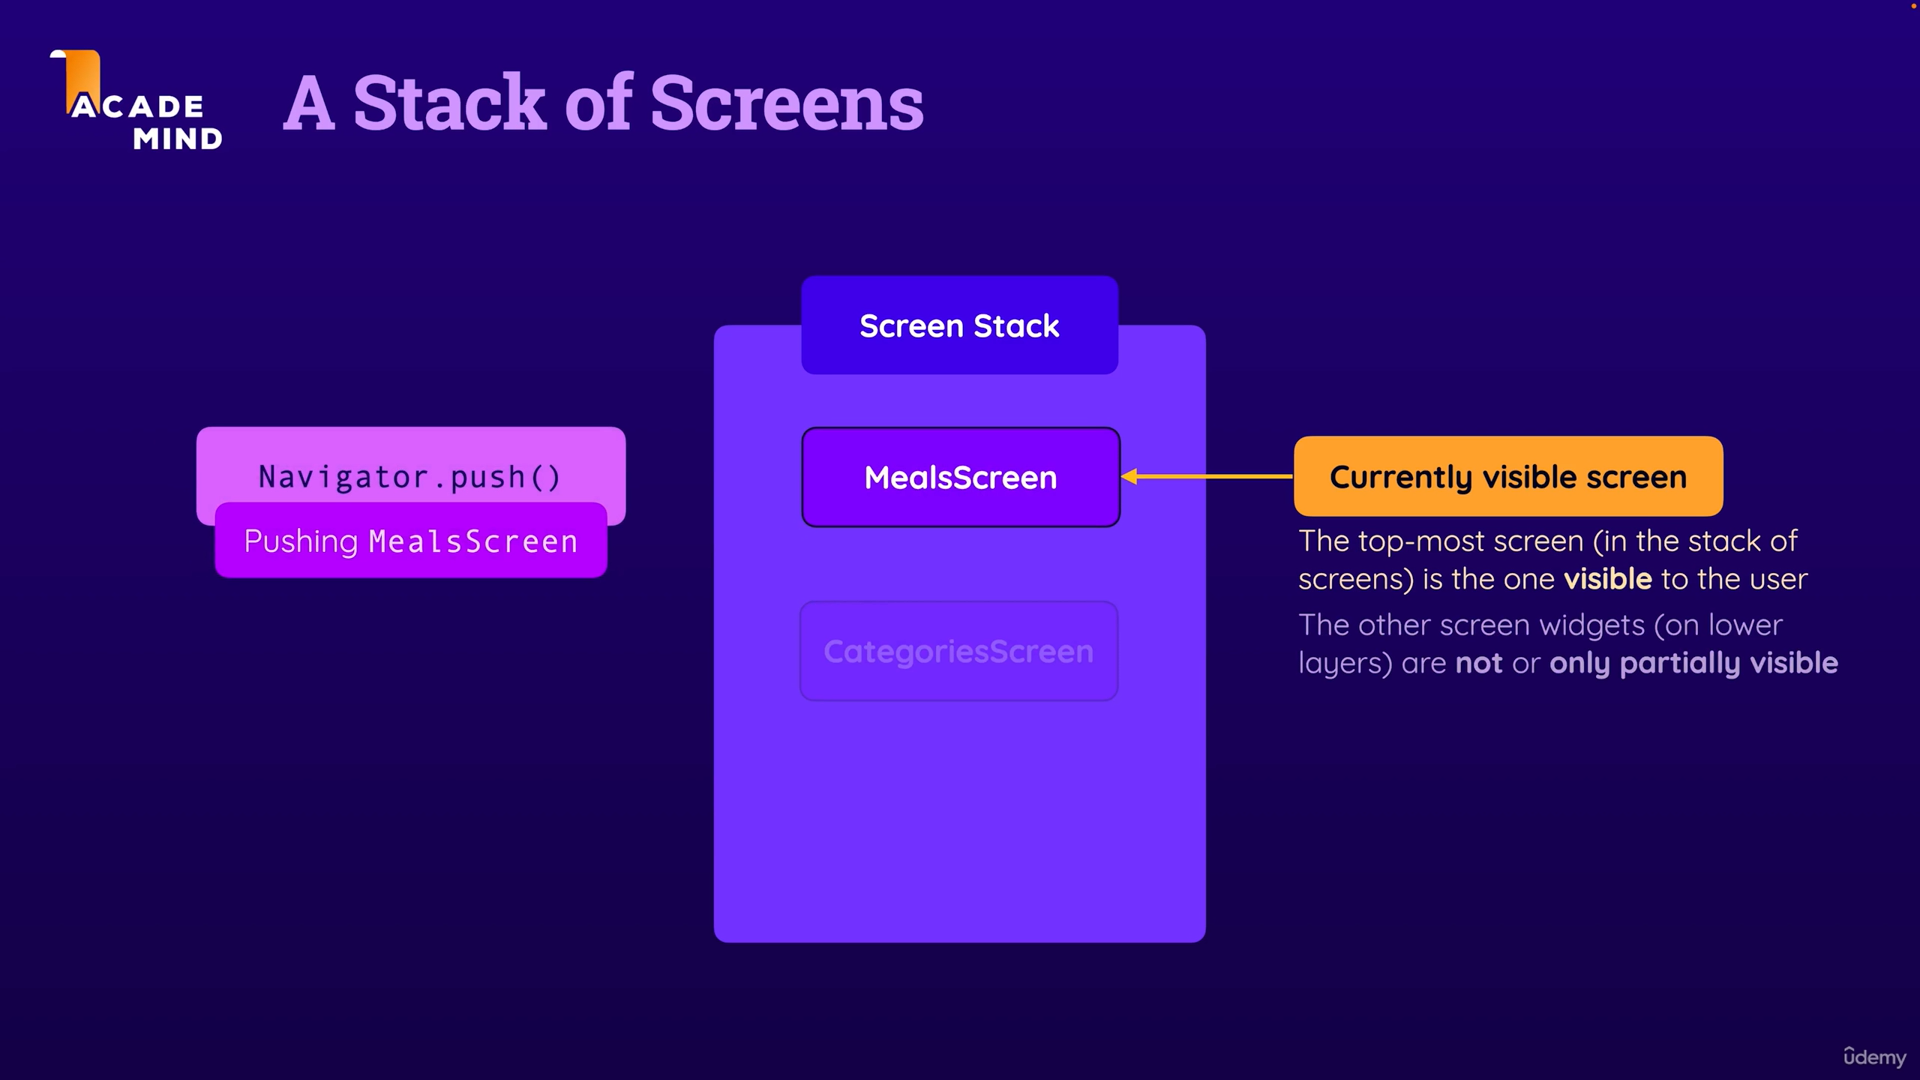 ACADE
MIND
A Stack of Screens
Screen Stack
Navigator.push()
Pushing MealsScreen
MealsScreen
CategoriesScreen
Currently visible screen
The top-most screen (in the stack of
screens) is the one visible to the user
The other screen widgets (on lower
layers) are not or only partially visible
ûdemy